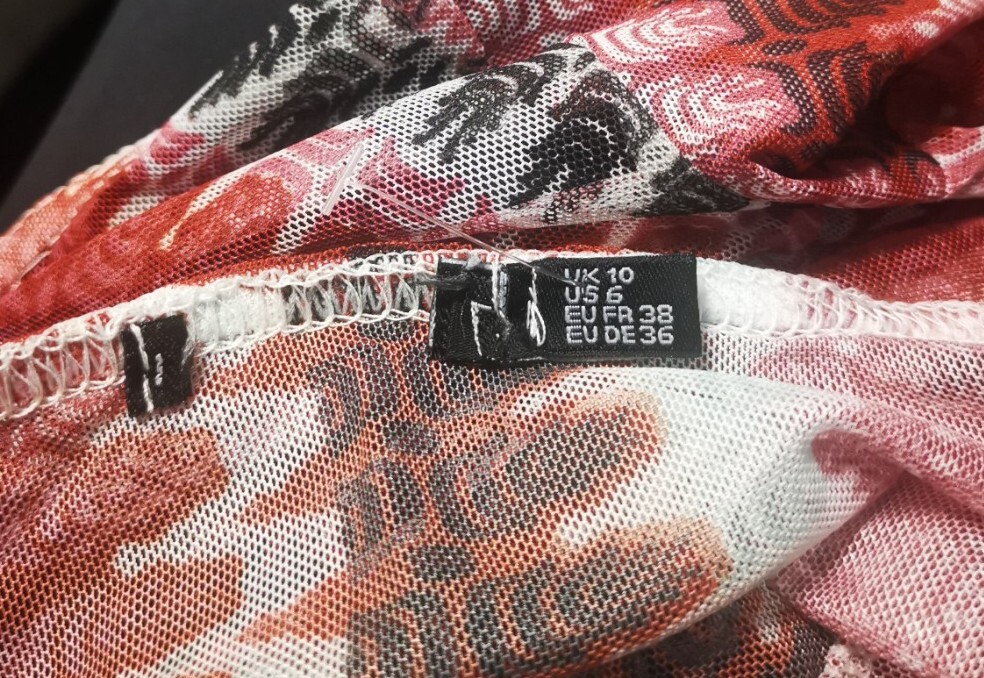 UK 10
US 6
EU FR 38
EU DE 36